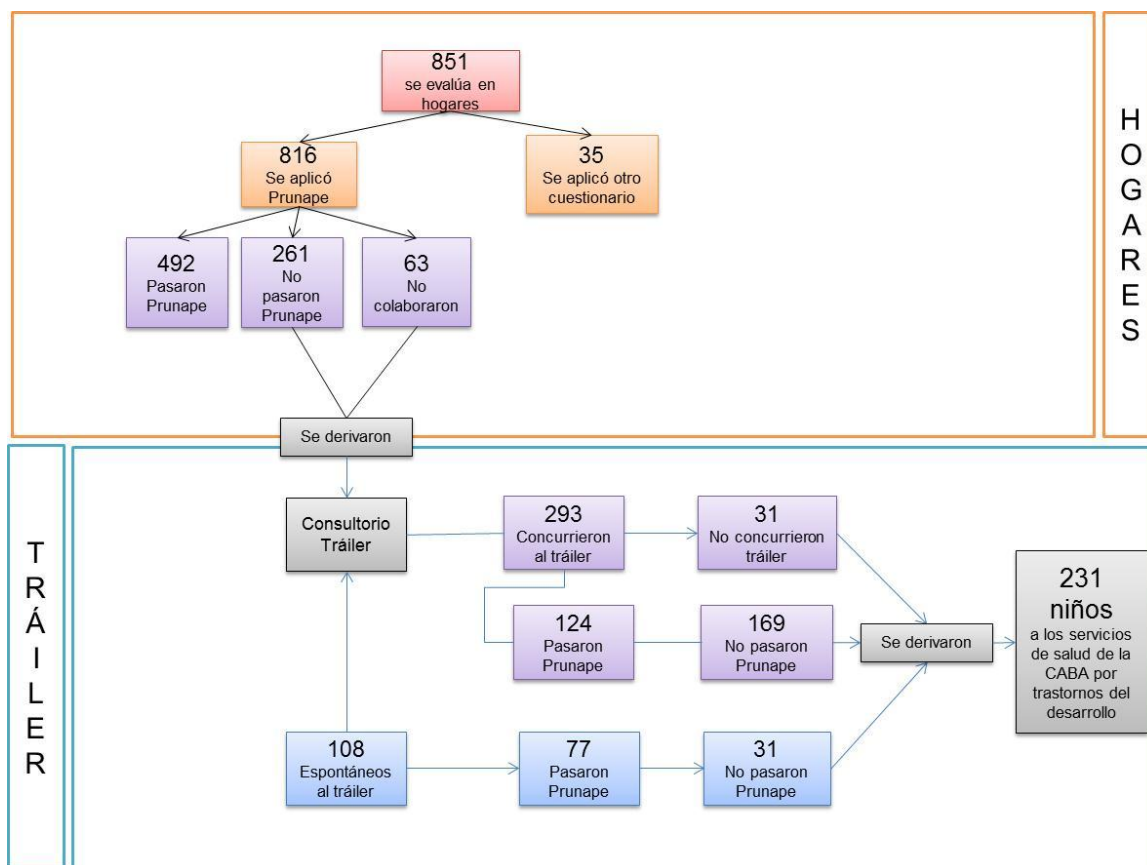 851
se evalúa en
hogares
816
Se aplicó
Prunape
35
Se aplicó otro
cuestionario
492
Pasaron
Prunape
261
No
pasaron
Prunape
63
No
colaboraron
Se derivaron
HOGARES
TRÁILER
Consultorio
Tráiler
293
Concurrieron
al tráiler
31
No concurrieron
tráiler
124
Pasaron
Prunape
169
No pasaron
Prunape
Se derivaron
231
niños
a los servicios
de salud de la
CABA por
trastornos del
desarrollo
108
Espontáneos
al tráiler
77
Pasaron
Prunape
31
No pasaron
Prunape